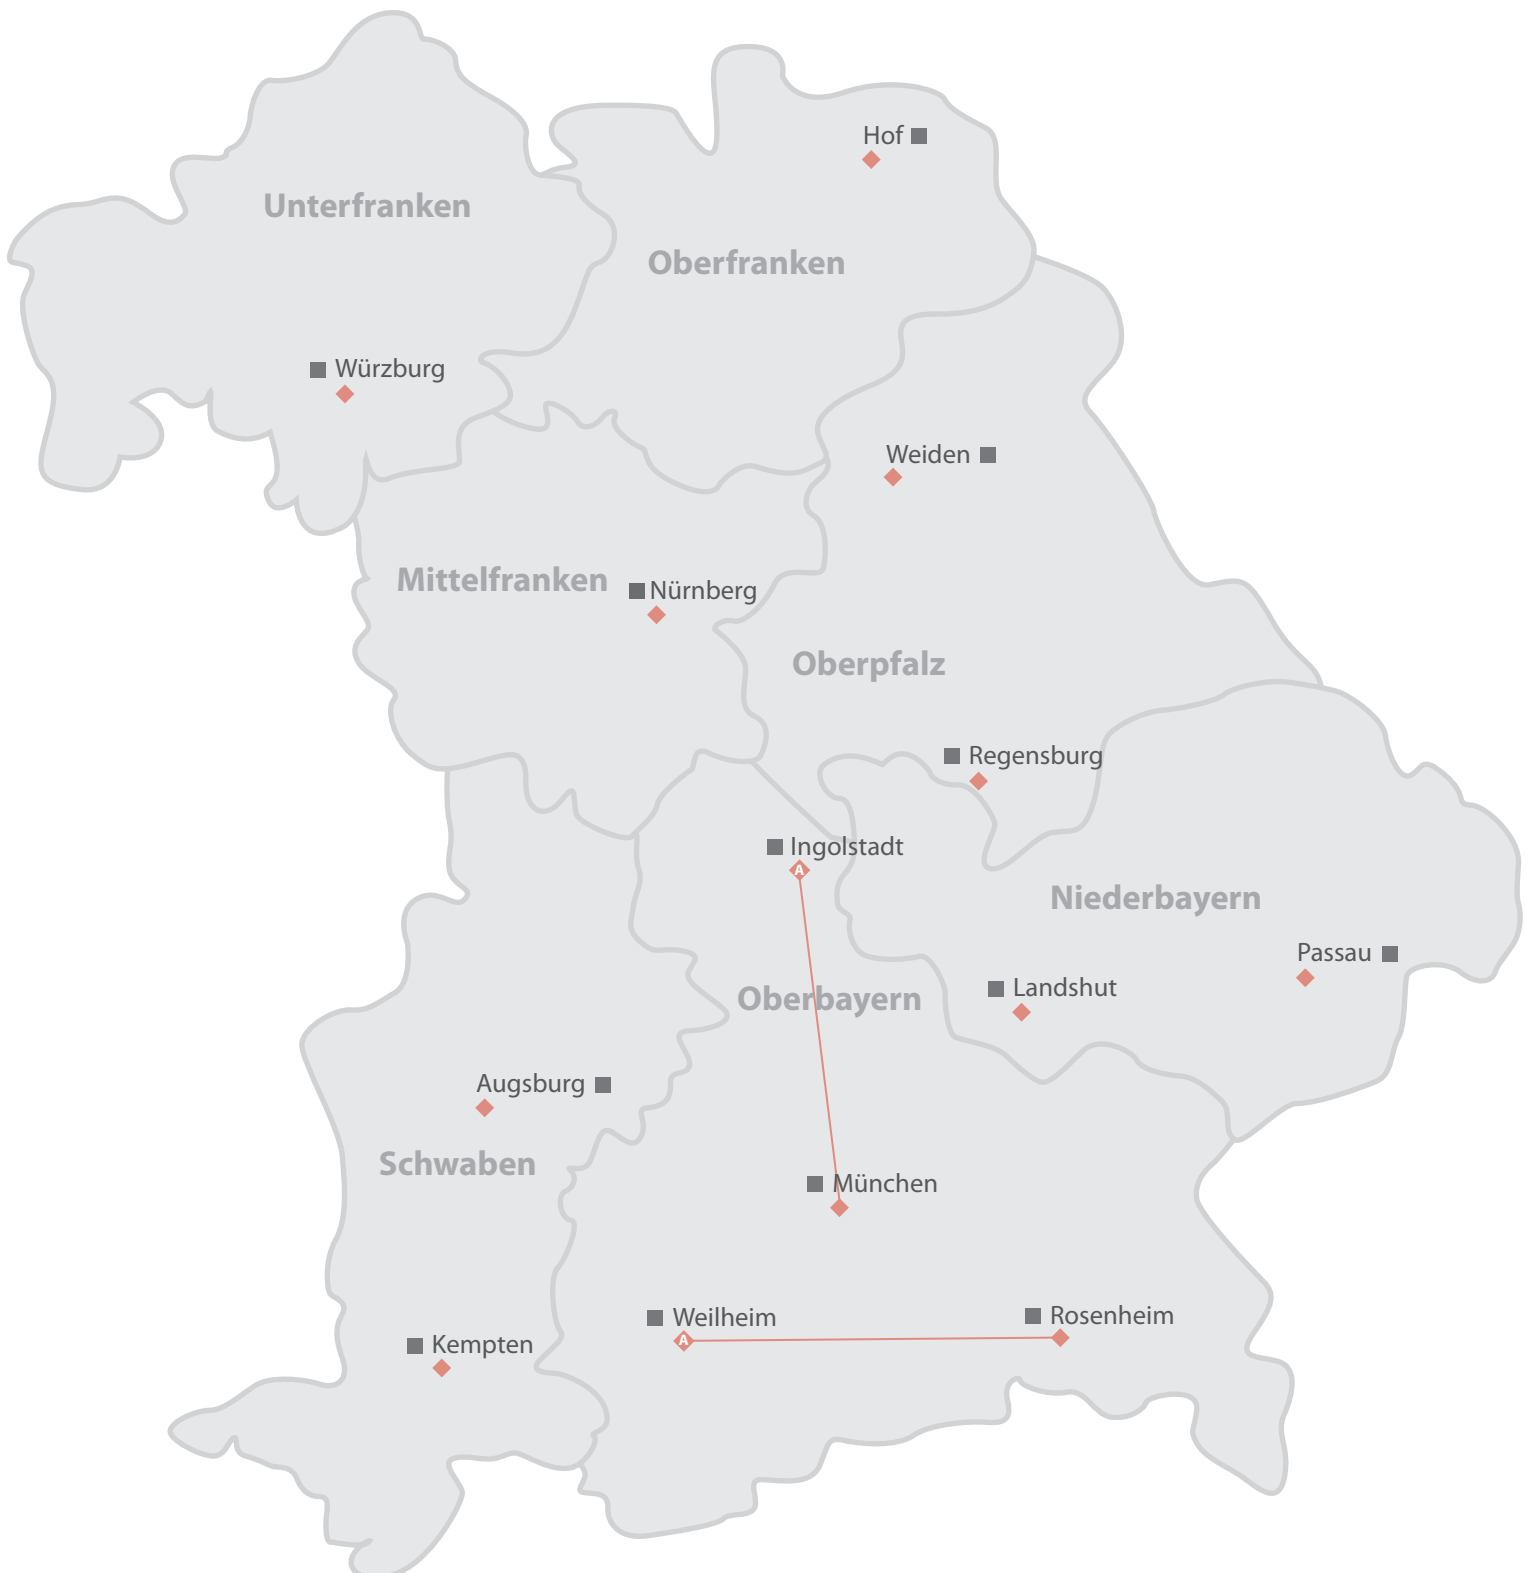 Hof
Unterfranken
Oberfranken
Würzburg
Weiden
Mittelfranken
Nürnberg
Oberpfalz
Regensburg
Ingolstadt
A
Niederbayern
Passau
Landshut
Oberbayern
Augsburg
Schwaben
München
Weilheim
Rosenheim
A
Kempten